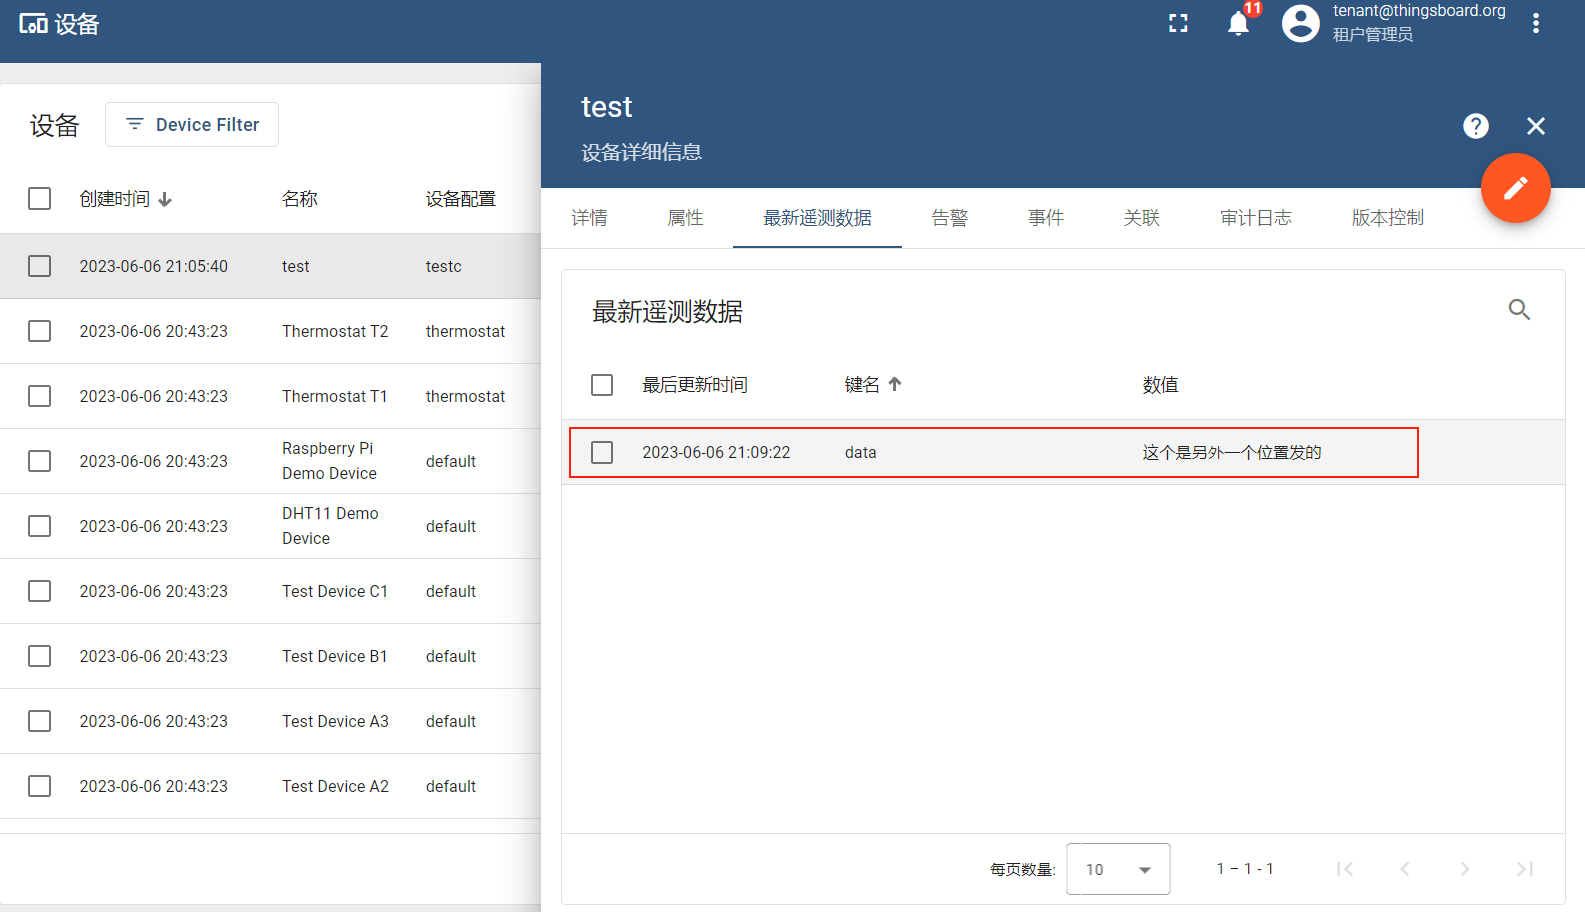 设备
11
tenant@thingsboard.org
租户管理员
设备
Device Filter
创建时间
名称
设备配置
2023-06-06 21:05:40
test
testc
2023-06-06 20:43:23
Thermostat T2
thermostat
2023-06-06 20:43:23
Thermostat T1
thermostat
2023-06-06 20:43:23
Raspberry Pi
Demo Device
default
2023-06-06 20:43:23
DHT11 Demo
Device
default
2023-06-06 20:43:23
Test Device C1
default
2023-06-06 20:43:23
Test Device B1
default
2023-06-06 20:43:23
Test Device A3
default
2023-06-06 20:43:23
Test Device A2
default
test
设备详细信息
?
详情
属性
最新遥测数据
告警
事件
关联
审计日志
版本控制
最新遥测数据
最后更新时间
键名
数值
2023-06-06 21:09:22
data
这个是另外一个位置发的
每页数量:
10
1 – 1 - 1